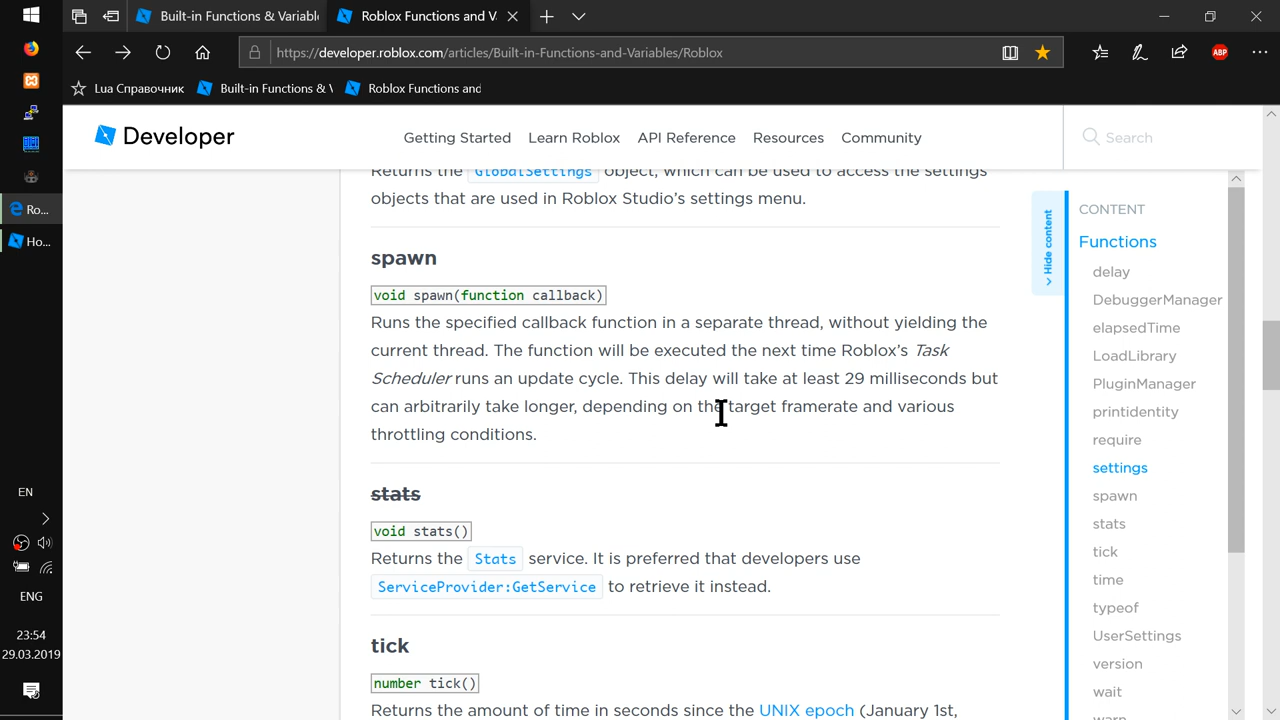 Built-in Functions & Variabl
Roblox Functions and V
https://developer.roblox.com/articles/Built-in-Functions-and-Variables/Roblox
ABP
Lua Справочник
Built-in Functions & \
Roblox Functions and
Developer
Getting Started
Learn Roblox
API Reference
Resources
Community
Search
Returns the GlobalSettings object, which can be used to access the settings
objects that are used in Roblox Studio's settings menu.
spawn
void spawn(function callback)
Runs the specified callback function in a separate thread, without yielding the
current thread. The function will be executed the next time Roblox's Task
Scheduler runs an update cycle. This delay will take at least 29 milliseconds but
can arbitrarily take longer, depending on the target framerate and various
throttling conditions.
stats
void stats()
Returns the Stats service. It is preferred that developers use
ServiceProvider:GetService to retrieve it instead.
tick
number tick()
Returns the amount of time in seconds since the UNIX epoch (January 1st,
Hide content
CONTENT
Functions
delay
DebuggerManager
elapsedTime
LoadLibrary
PluginManager
printidentity
require
settings
spawn
stats
tick
time
typeof
UserSettings
version
wait
warn
Ro...
Ho...
EN
ENG
23:54
29.03.2019